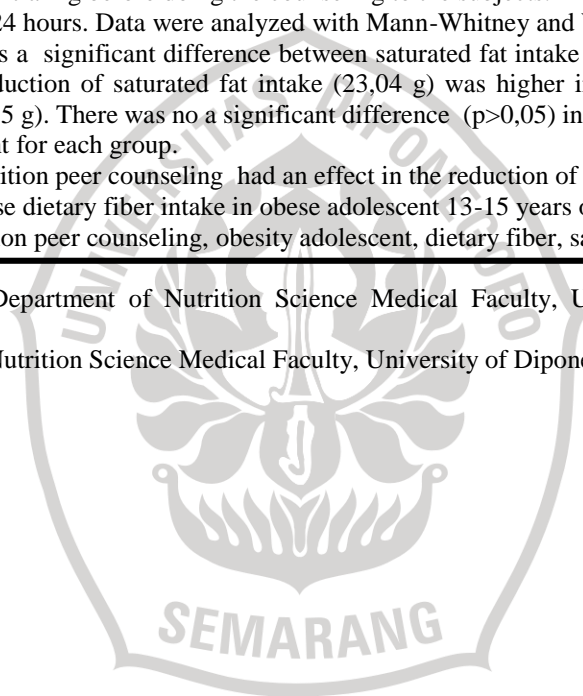 24 hours. Data were analyzed with Mann-Whitney and
s a significant difference between saturated fat intake
duction of saturated fat intake (23,04 g) was higher
5 g). There was no a significant difference (p>0,05) in
t for each group.
rition peer counseling had an effect in the reduction of
se dietary fiber intake in obese adolescent 13-15 years
on peer counseling, obesity adolescent, dietary fiber,
Department of Nutrition Science Medical Faculty, U
Nutrition Science Medical Faculty, University of Dipone
UNIVERSITAS DIPONEGORO
SEMARANG